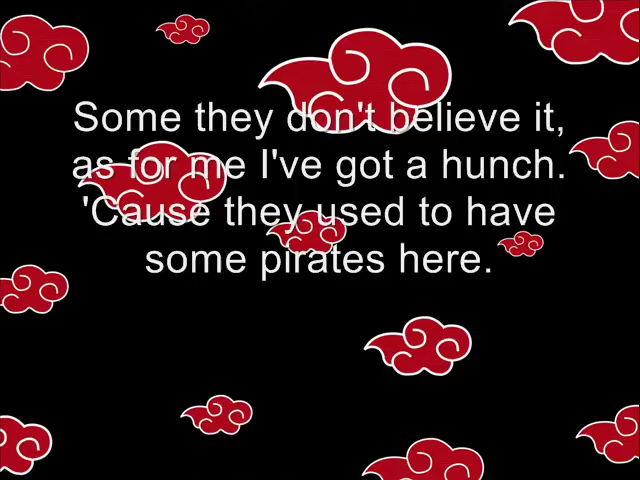 Some they don't believe it,
as for me I've got a hunch.
'Cause they used to have
some pirates here.